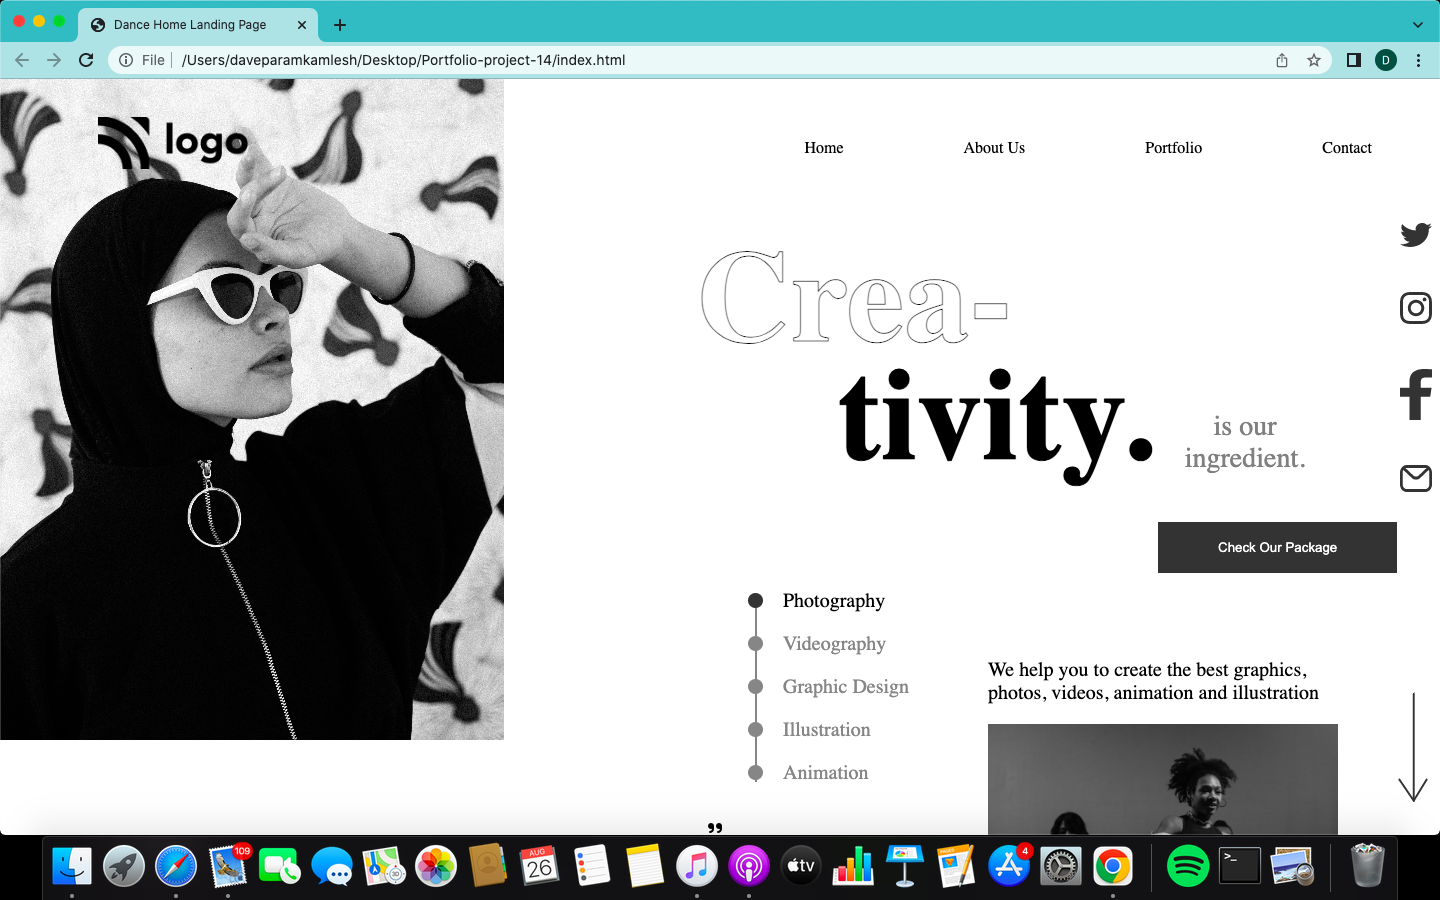 Dance Home Landing Page
File
/Users/daveparamkamlesh/Desktop/Portfolio-project-14/index.html
D
logo
Home
About Us
Portfolio
Contact
Crea-
tivity.
is our
ingredient.
Check Our Package
Photography
Videography
Graphic Design
Illustration
Animation
We help you to create the best graphics,
photos, videos, animation and illustration
”
109
AUG
26
tv
PAGES
4
>_